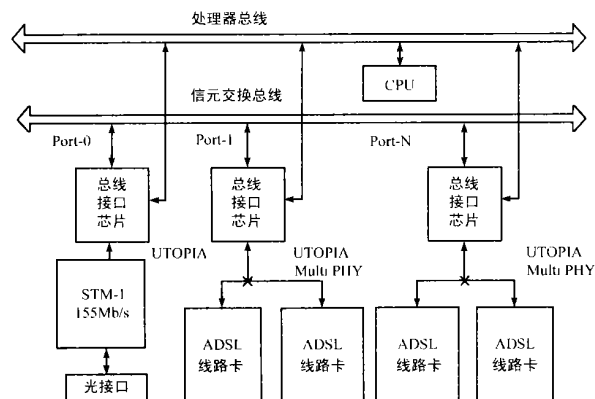 处理器总线
CPU
信元交换总线
Port-0
Port-1
Port-N
总线
接口
芯片
总线
接口
芯片
总线
接口
芯片
UTOPIA
UTOPIA
Multi PHY
UTOPIA
Multi PHY
STM-1
155Mb/s
ADSL
线路卡
ADSL
线路卡
ADSL
线路卡
ADSL
线路卡
光接口